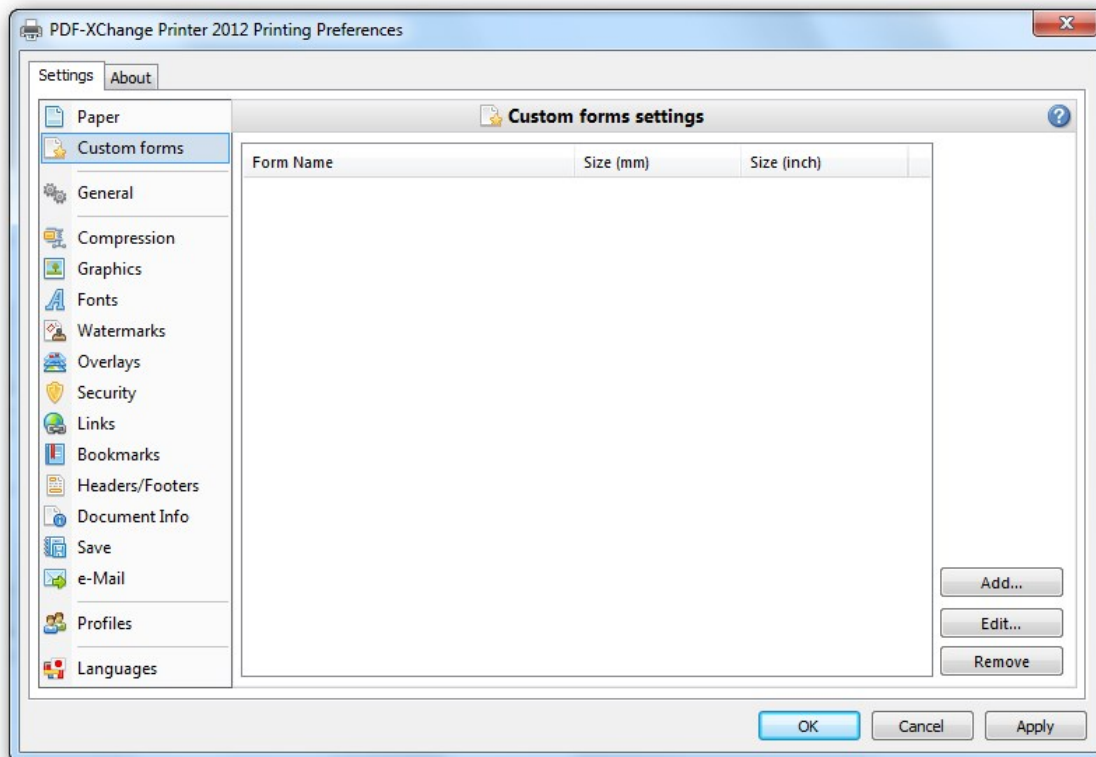 PDF-XChange Printer 2012 Printing Preferences
Settings About
Paper
Custom forms
General
Compression
Graphics
Fonts
Watermarks
Overlays
Security
Links
Bookmarks
Headers/Footers
Document Info
Save
e-Mail
Profiles
Languages
Custom forms settings
Form Name Size (mm) Size (inch)
Add...
Edit...
Remove
OK Cancel Apply